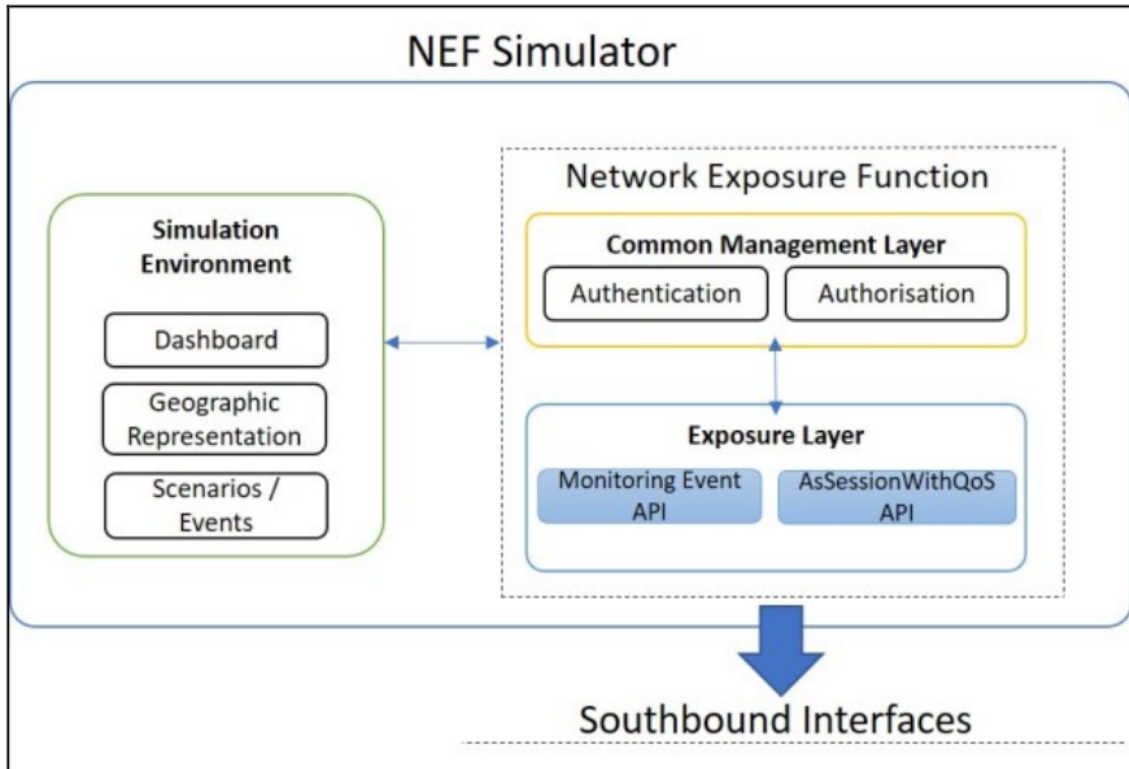 NEF Simulator
Simulation
Environment
Dashboard
Geographic
Representation
Scenarios /
Events
Network Exposure Function
Common Management Layer
Authentication
Authorisation
Exposure Layer
Monitoring Event
API
AsSessionWithQoS
API
Southbound Interfaces